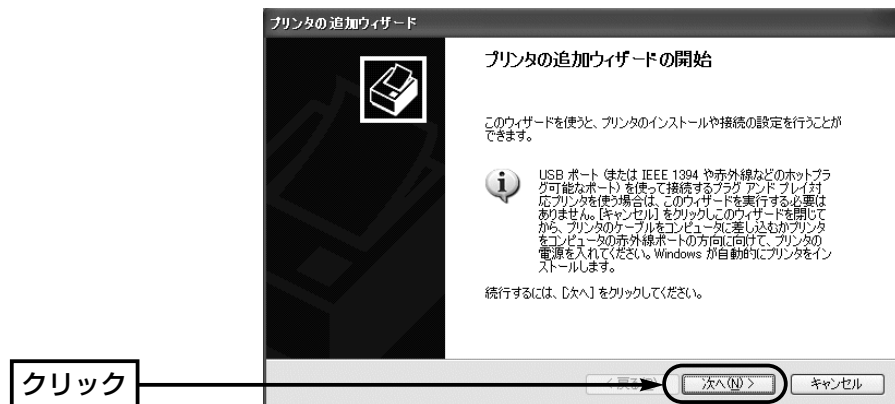 プリンタの追加ウィザード
プリンタの追加ウィザードの開始
このウィザードを使うと、プリンタのインストールや接続の設定を行うことが
できます。
USB ポート (または IEEE 1394 や赤外線などのホットプラ
グ可能なポート) を使って接続するプラグ アンド プレイ対
応プリンタを使う場合は、このウィザードを実行する必要は
ありません。[キャンセル] をクリックしこのウィザードを閉じて
から、プリンタのケーブルをコンピュータに差し込むかプリンタ
をコンピュータの赤外線ポートの方向に向けて、プリンタの
電源を入れてください。Windows が自動的にプリンタをイン
ストールします。
続行するには、[次へ] をクリックしてください。
クリック
< 戻る(B)
次へ(N) >
キャンセル